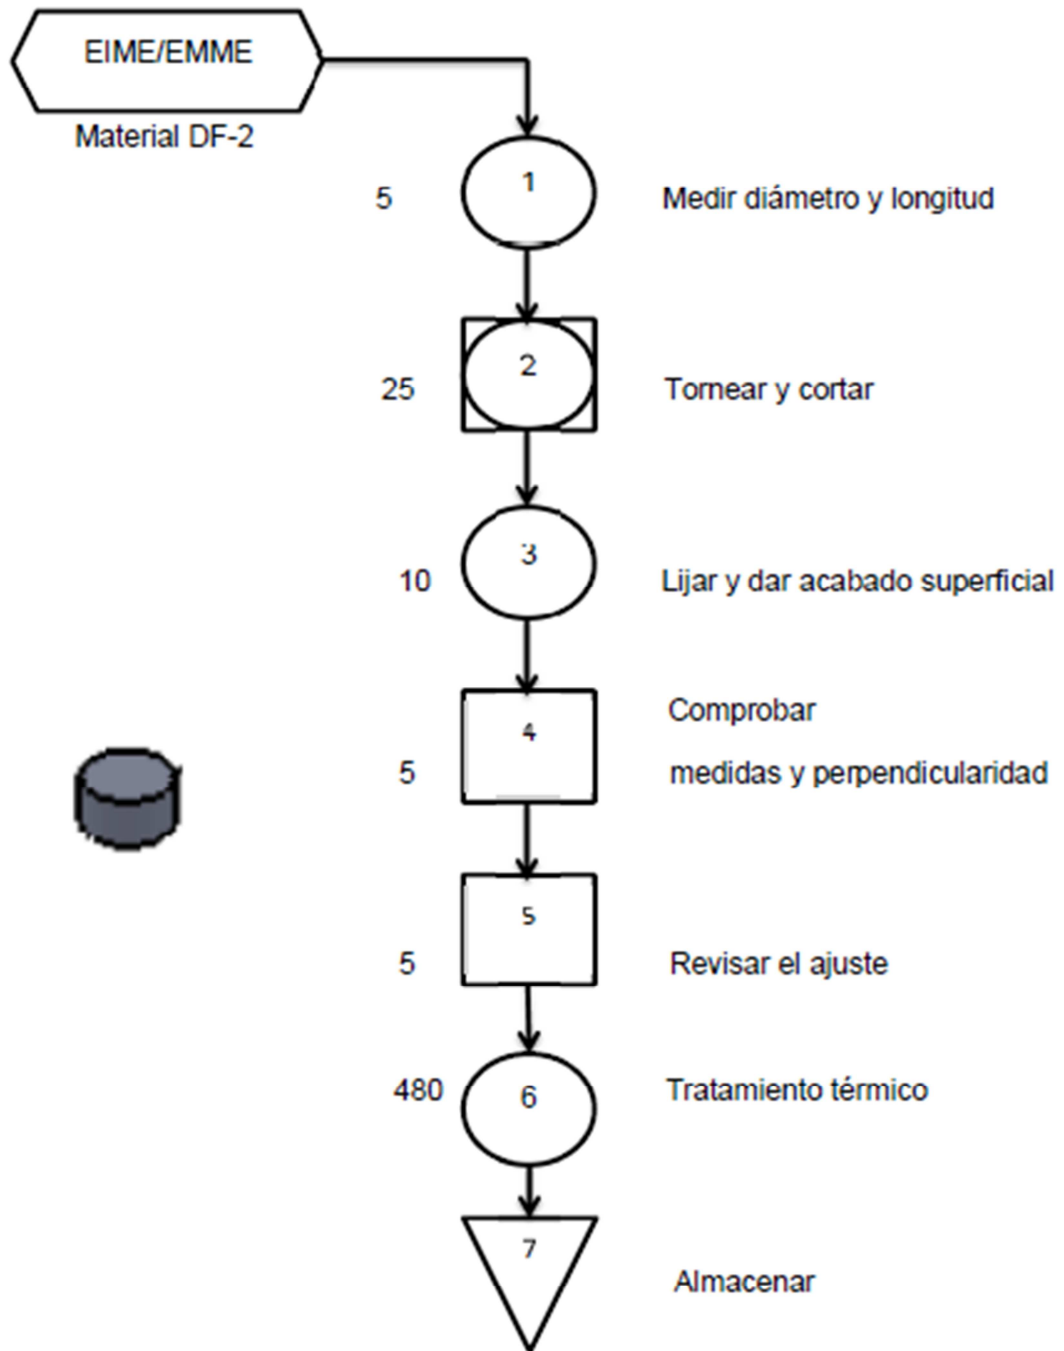 EIME/EMME
Material DF-2
1
5
Medir diámetro y longitud
2
25
Tornear y cortar
3
10
Lijar y dar acabado superficial
4
Comprobar
5
medidas y perpendicularidad
5
5
Revisar el ajuste
480
6
Tratamiento térmico
7
Almacenar